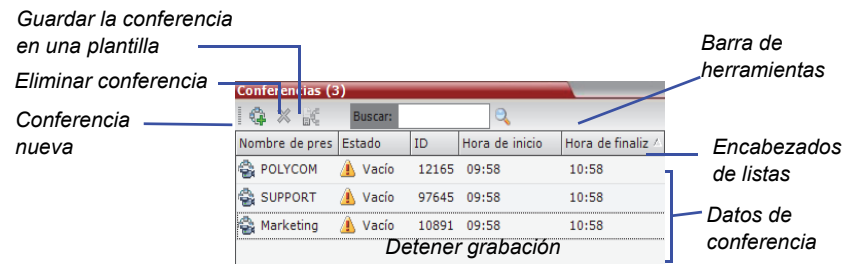 Guardar la conferencia
en una plantilla
Eliminar conferencia
Conferencia
nueva
Barra de
herramientas
Conferencias (3)
Buscar:
Nombre de pres Estado ID Hora de inicio Hora de finaliz
POLYCOM Vacío 12165 09:58 10:58
SUPPORT Vacío 97645 09:58 10:58
Marketing Vacío 10891 09:58 10:58
Encabezados
de listas
Datos de
conferencia
Detener grabación